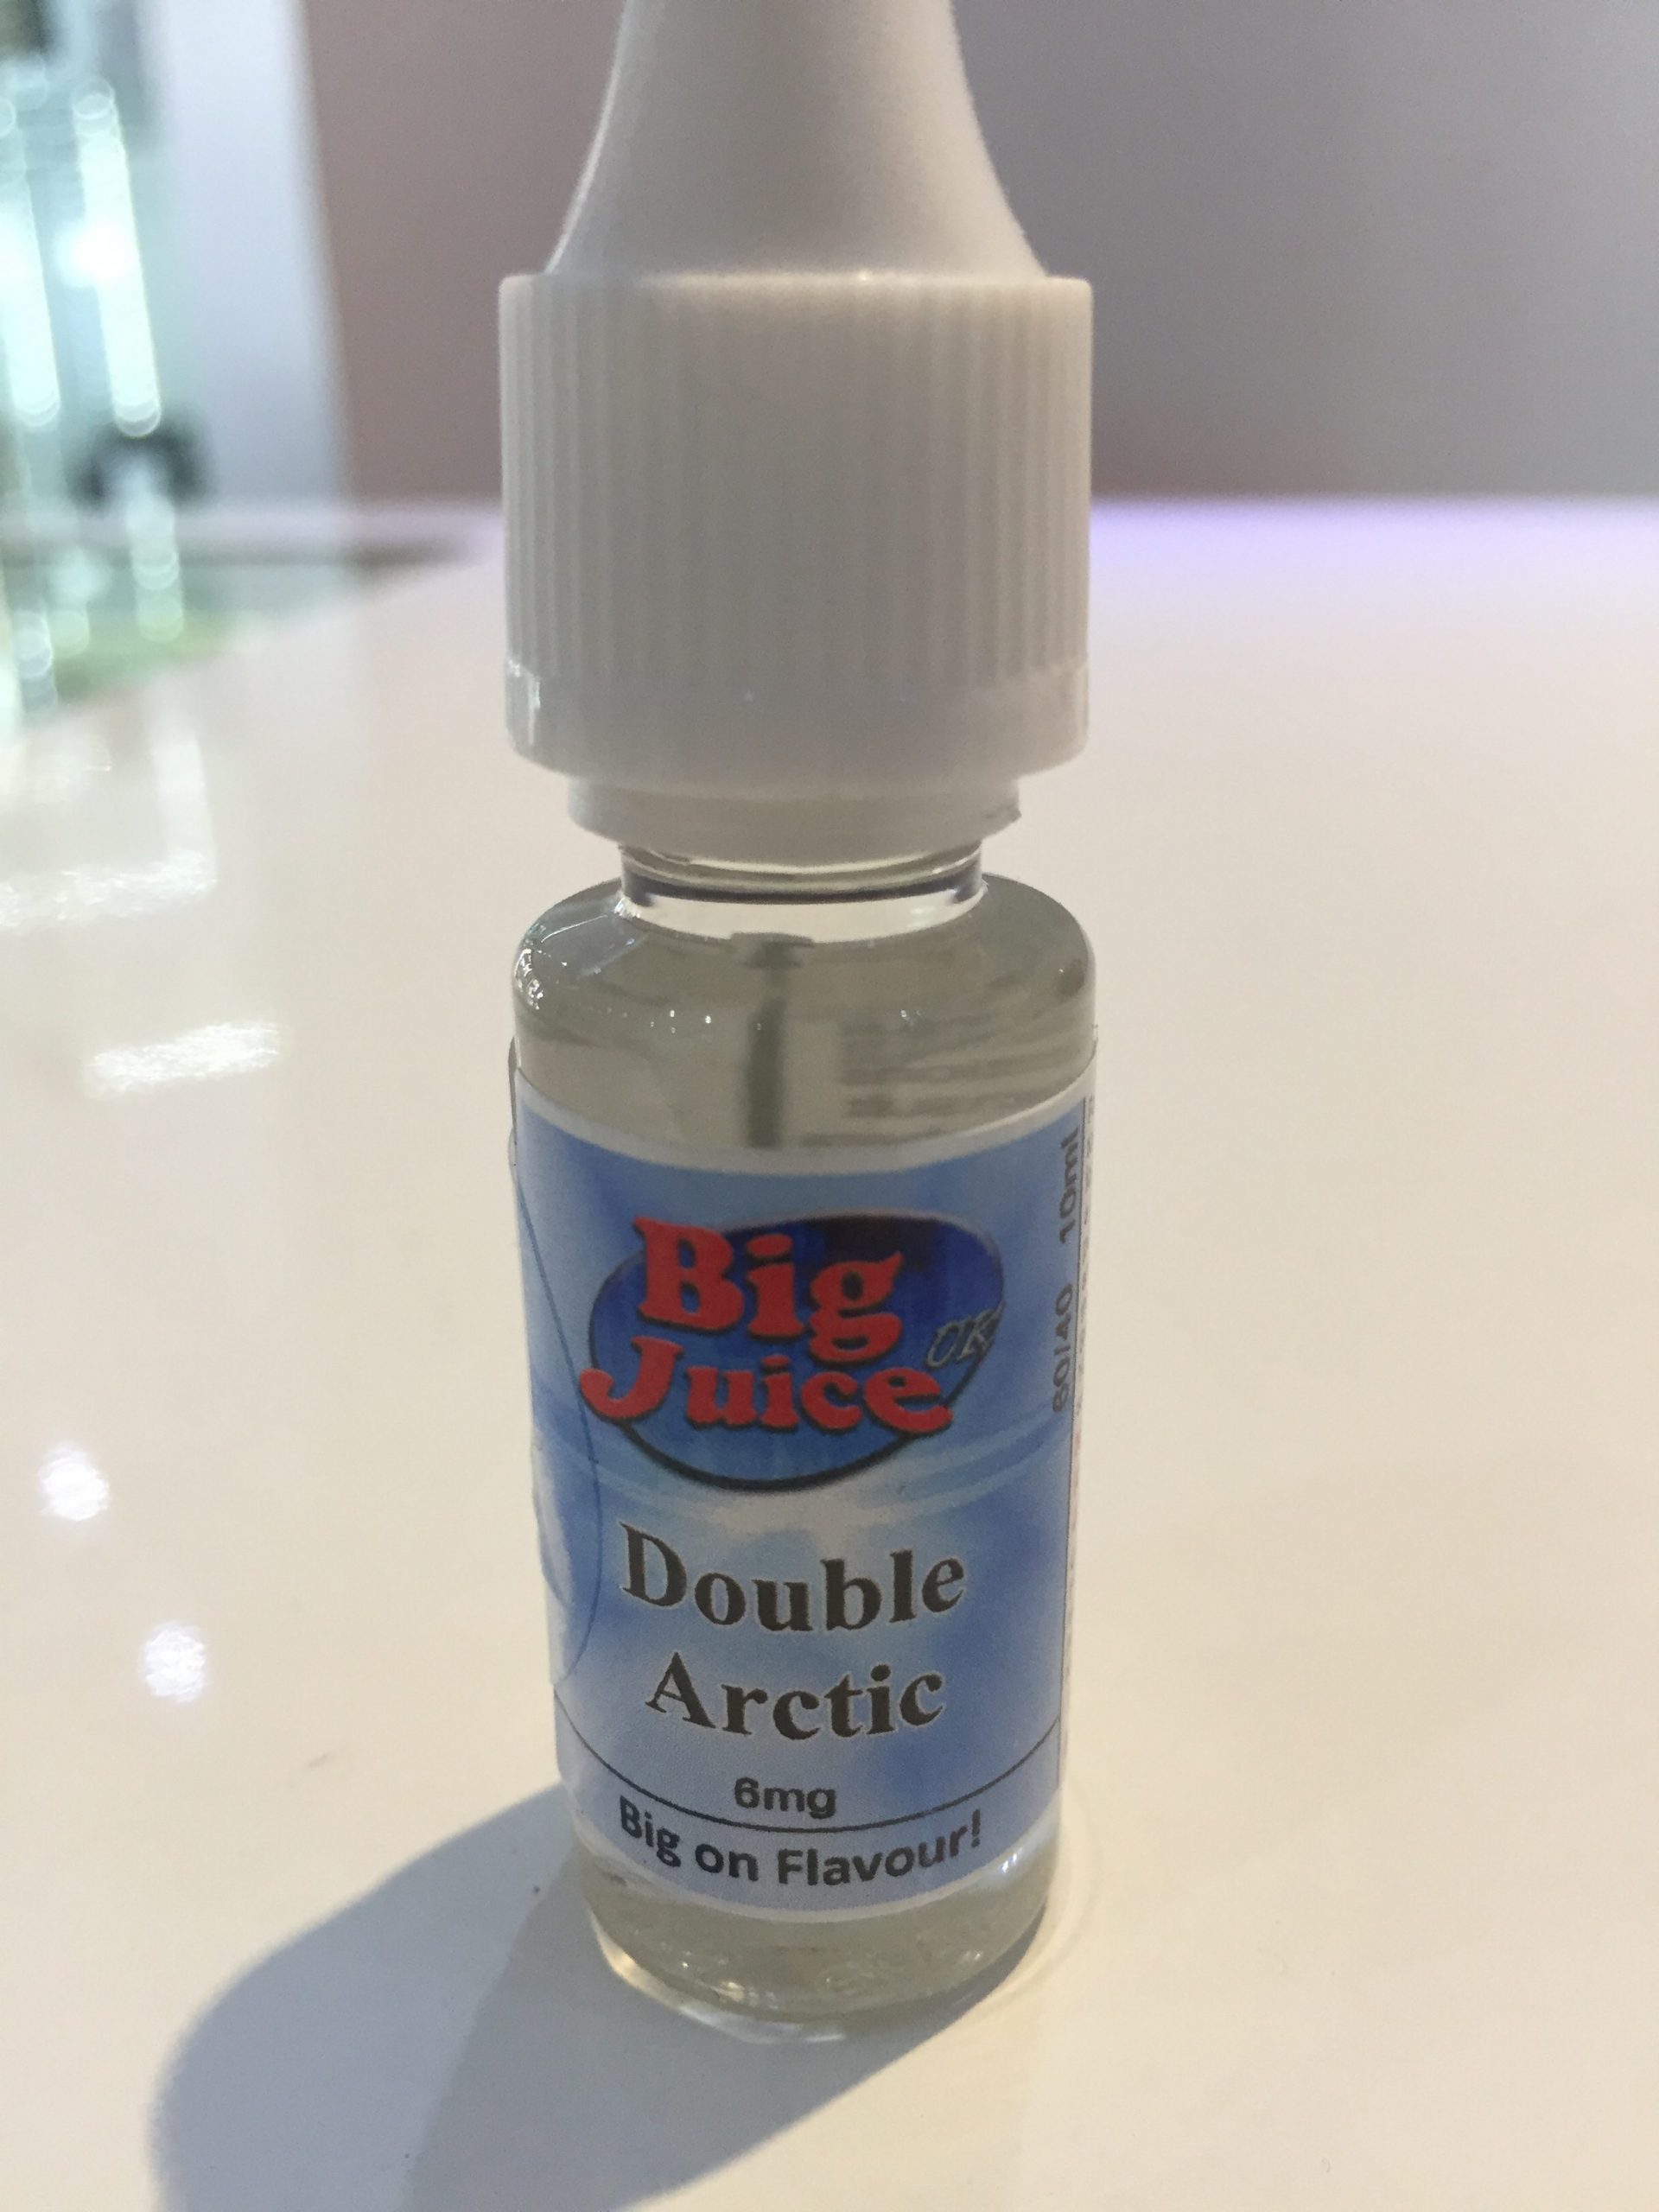 Big
Juice
UK
Double
Arctic
6mg
Big on Flavour!
60/40 10ml